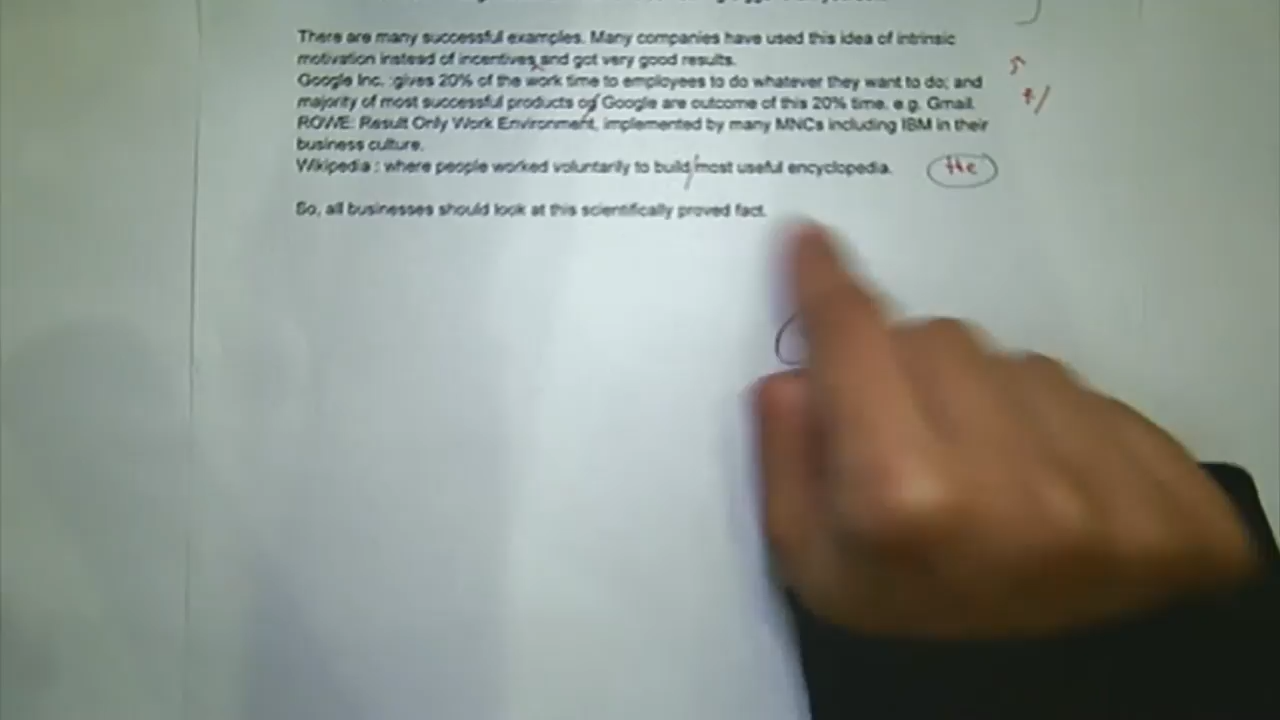 There are many successful examples. Many companies have used this idea of intrinsic
motivation instead of incentives and got very good results.
Google Inc. :gives 20% of the work time to employees to do whatever they want to do; and
majority of most successful products og Google are outcome of this 20% time. e.g. Gmail.
ROWE: Result Only Work Environment, implemented by many MNCs including IBM in their
business culture.
Wikipedia : where people worked voluntarily to build most useful encyclopedia.
the
So, all businesses should look at this scientifically proved fact.